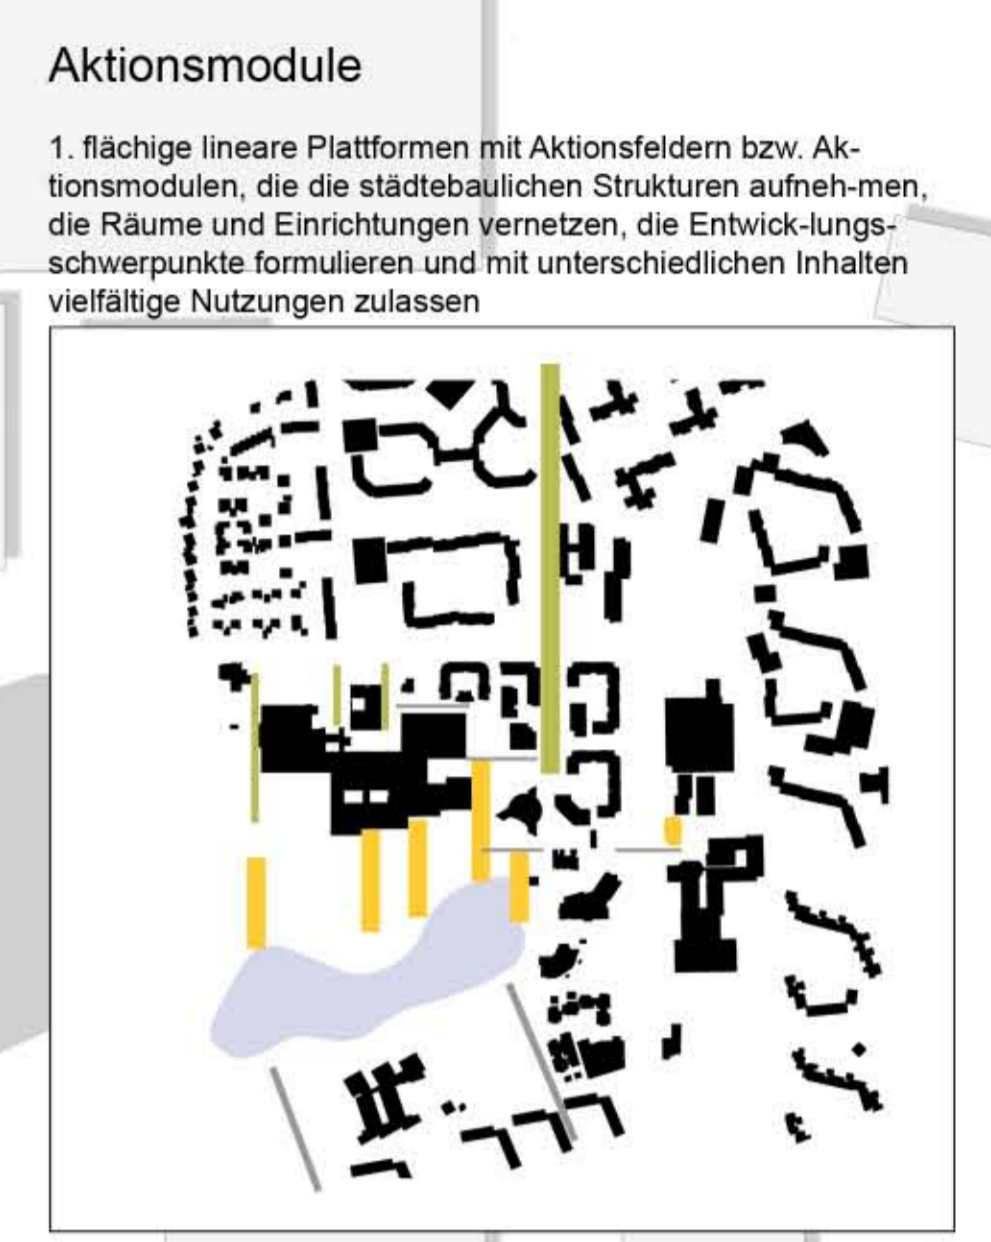 Aktionsmodule
1. flächige lineare Plattformen mit Aktionsfeldern bzw. Ak-
tionsmodulen, die die städtebaulichen Strukturen aufneh-men,
die Räume und Einrichtungen vernetzen, die Entwick-lungs-
schwerpunkte formulieren und mit unterschiedlichen Inhalten
vielfältige Nutzungen zulassen